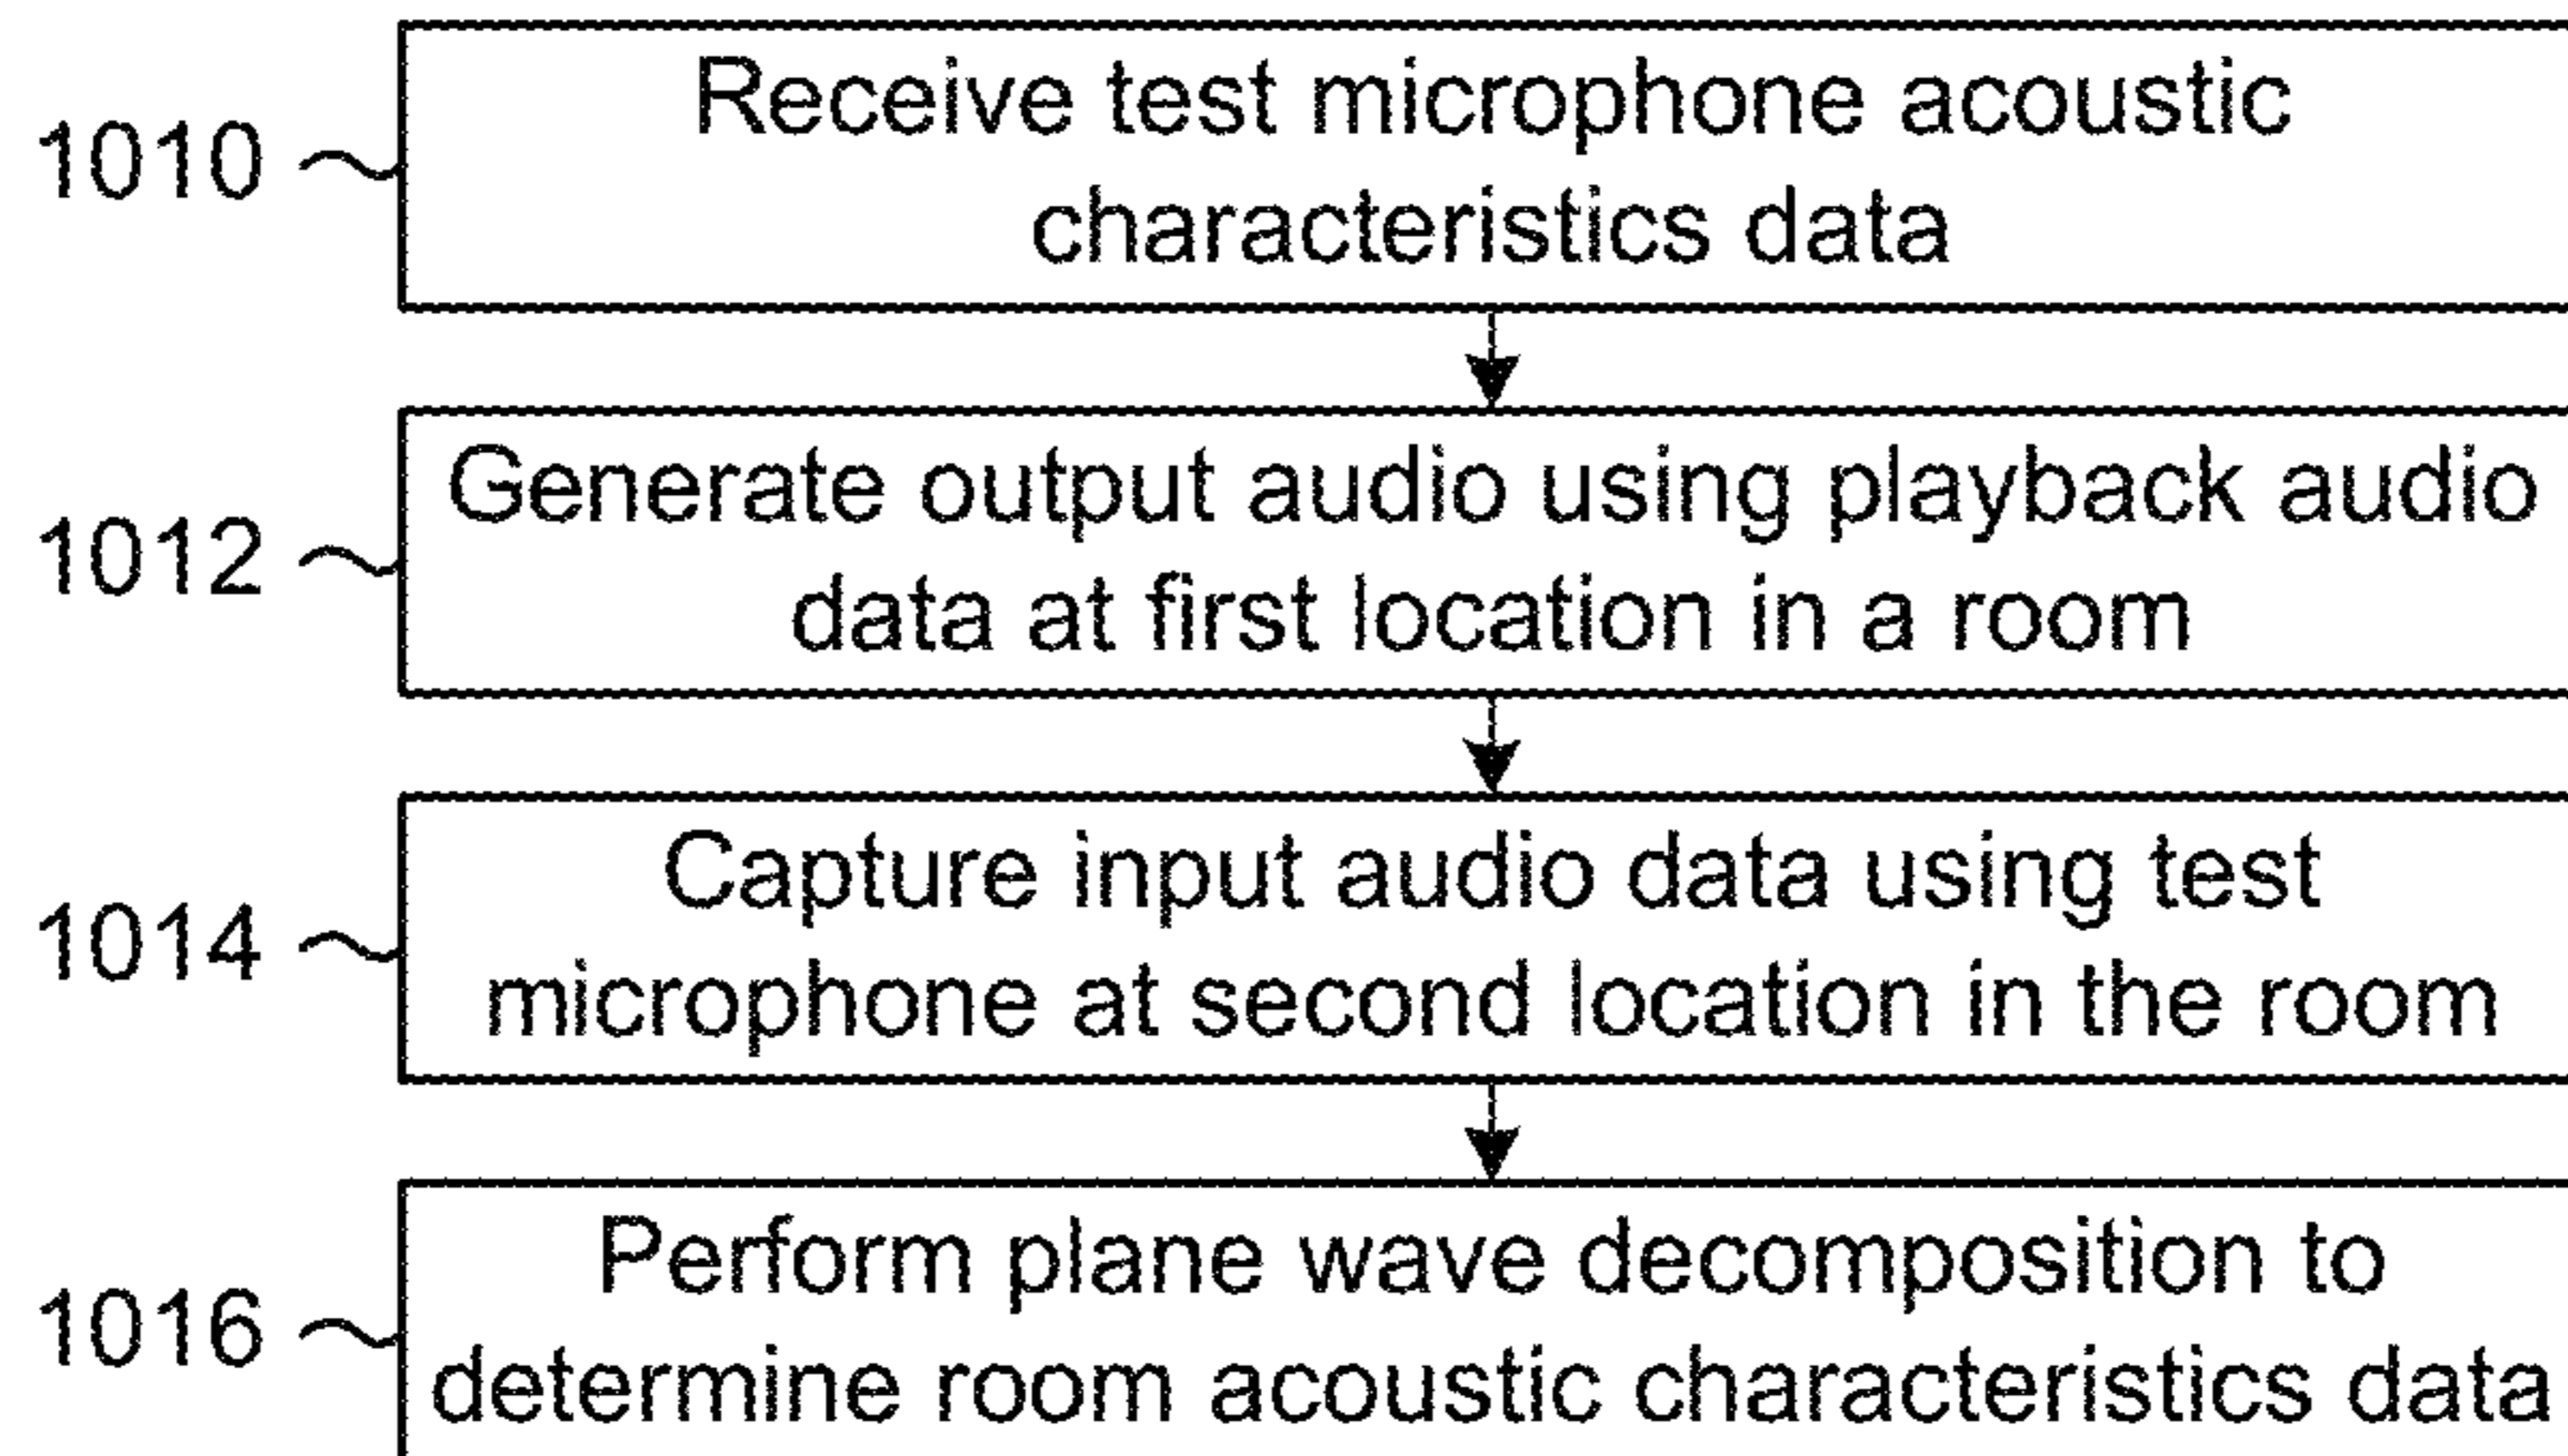 Receive test microphone acoustic
1010
characteristics data
Generate output audio using playback audio
1012
data at first location in a room
Capture input audio data using test
1014
microphone at second location in the room
Perform plane wave decomposition to
1016
determine room acoustic characteristics data